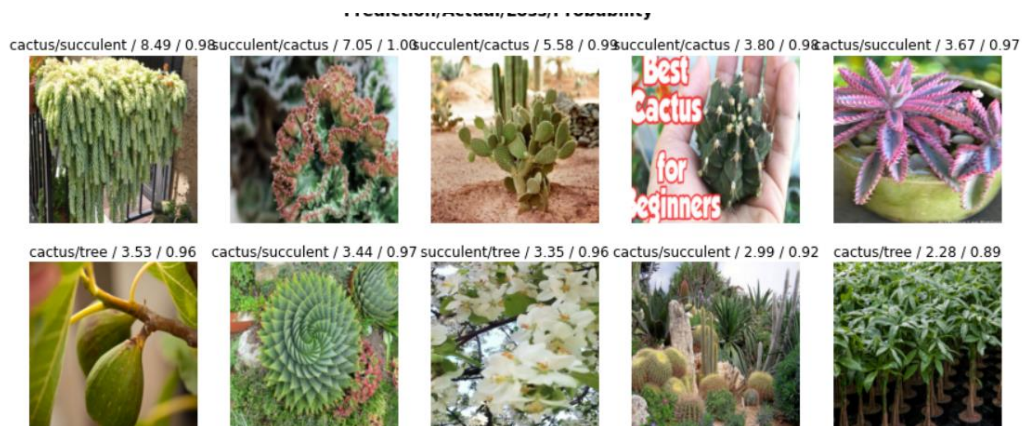 Prediction/Actual/Loss/Probability
cactus/succulent / 8.49 / 0.98
succulent/cactus / 7.05 / 1.00
succulent/cactus / 5.58 / 0.99
succulent/cactus / 3.80 / 0.98
cactus/succulent / 3.67 / 0.97
Best
Cactus
for
Beginners
cactus/tree / 3.53 / 0.96
cactus/succulent / 3.44 / 0.97
succulent/tree / 3.35 / 0.96
cactus/succulent / 2.99 / 0.92
cactus/tree / 2.28 / 0.89